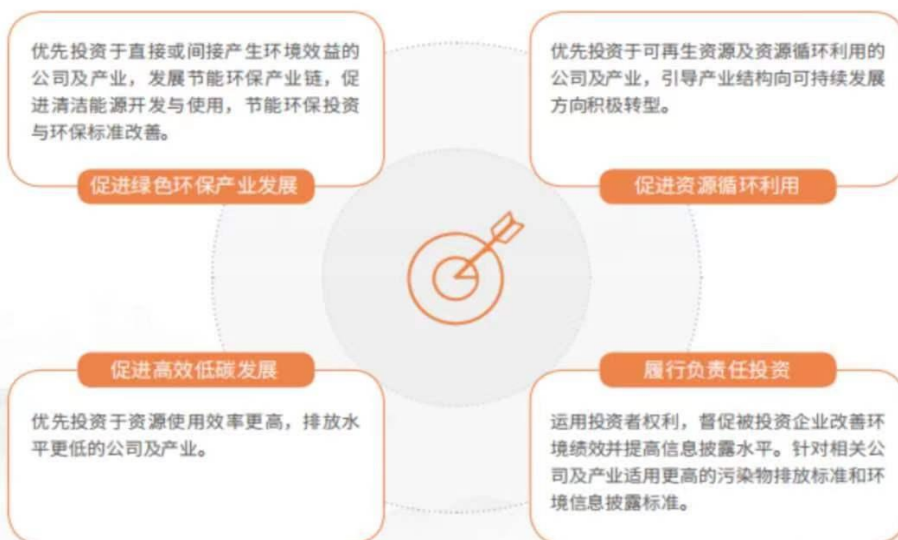 优先投资于直接或间接产生环境效益的
公司及产业，发展节能环保产业链，促
进清洁能源开发与使用，节能环保投资
与环保标准改善。
促进绿色环保产业发展
优先投资于可再生资源及资源循环利用的
公司及产业，引导产业结构向可持续发展
方向积极转型。
促进资源循环利用
促进高效低碳发展
优先投资于资源使用效率更高，排放水
平更低的公司及产业。
履行负责任投资
运用投资者权利，督促被投资企业改善环
境绩效并提高信息披露水平。针对相关公
司及产业适用更高的污染物排放标准和环
境信息披露标准。